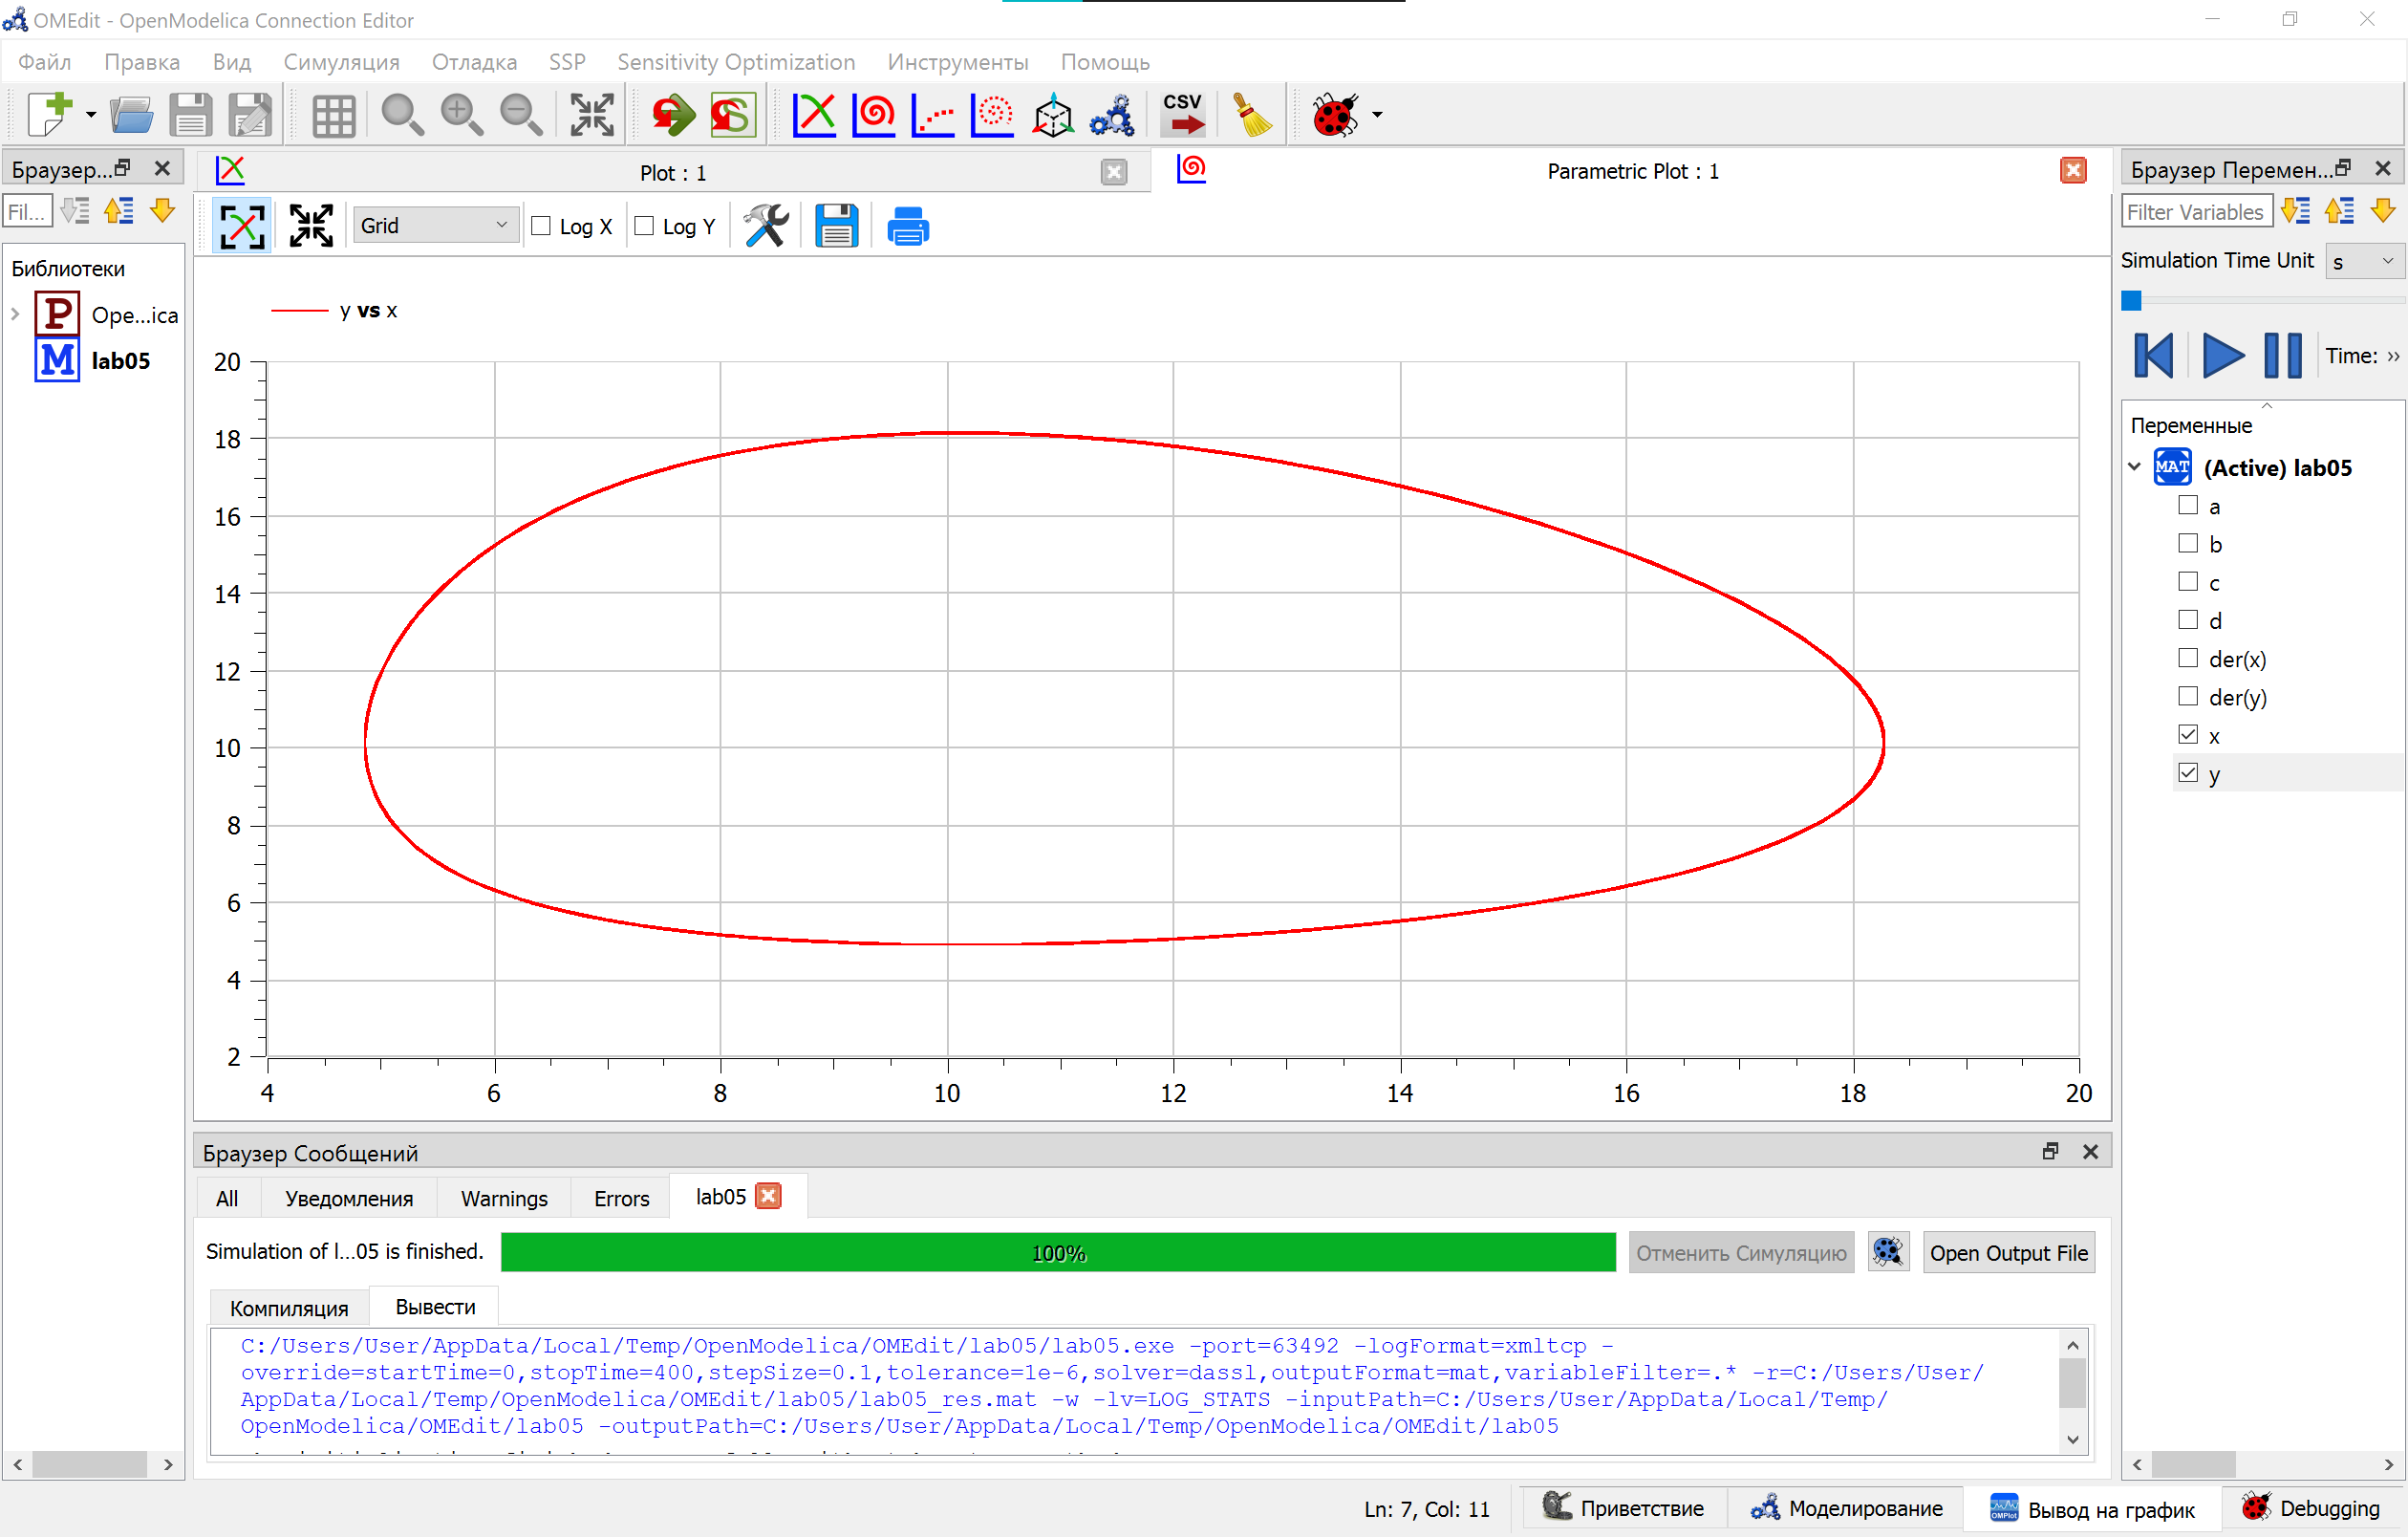 OMEdit - OpenModelica Connection Editor
Файл Правка Вид Симуляция Отладка SSP Sensitivity Optimization Инструменты Помощь
CSV
Браузер...
Fil...
Библиотеки
P Ope...ica
M lab05
Plot : 1
Parametric Plot : 1
Grid Log X Log Y
y vs x
20
18
16
14
12
10
8
6
4
2
4 6 8 10 12 14 16 18 20
Браузер Сообщений
All Уведомления Warnings Errors lab05
Simulation of l...05 is finished. 100% Отменить Симуляцию Open Output File
Компиляция Вывести
C:/Users/User/AppData/Local/Temp/OpenModelica/OMEdit/lab05/lab05.exe -port=63492 -logFormat=xmltcp -
override=startTime=0,stopTime=400,stepSize=0.1,tolerance=1e-6,solver=dassl,outputFormat=mat,variableFilter=.* -r=C:/Users/User/
AppData/Local/Temp/OpenModelica/OMEdit/lab05/lab05_res.mat -w -lv=LOG_STATS -inputPath=C:/Users/User/AppData/Local/Temp/
OpenModelica/OMEdit/lab05 -outputPath=C:/Users/User/AppData/Local/Temp/OpenModelica/OMEdit/lab05
Браузер Перемен...
Filter Variables
Simulation Time Unit s
Time: »
Переменные
MAT (Active) lab05
a
b
c
d
der(x)
der(y)
x
y
Ln: 7, Col: 11 Приветствие Моделирование OMPlot Вывод на график Debugging